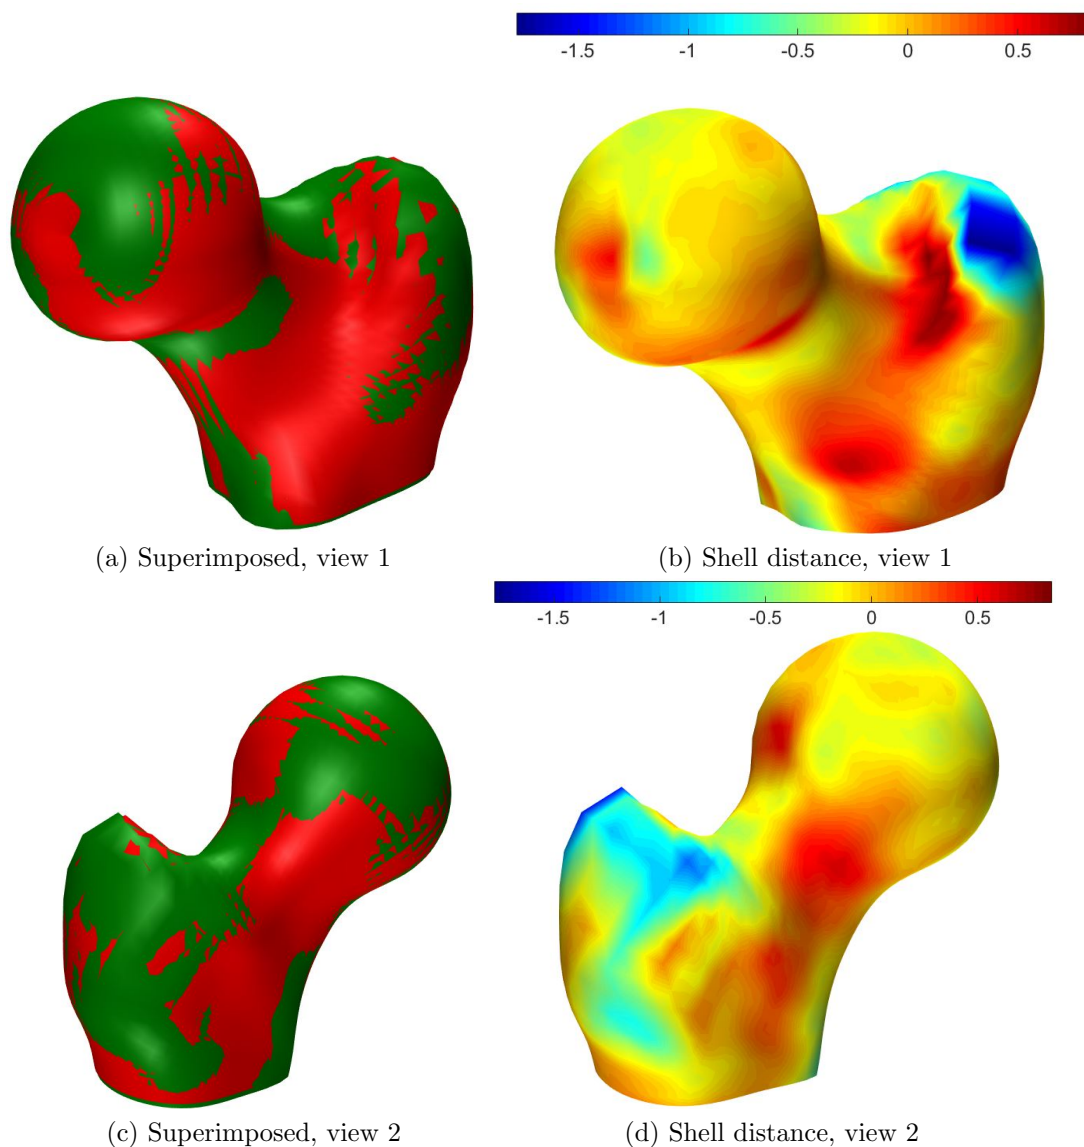 -1.5 -1 -0.5 0 0.5
(a) Superimposed, view 1
(b) Shell distance, view 1
-1.5 -1 -0.5 0 0.5
(c) Superimposed, view 2
(d) Shell distance, view 2